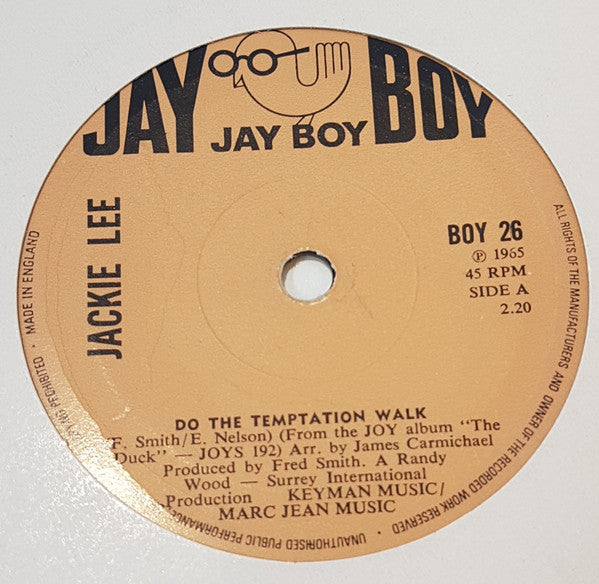 JAY BOY
JAY BOY
JACKIE LEE
BOY 26
℗ 1965
45 RPM
SIDE A
2.20
DO THE TEMPTATION WALK
(F. Smith/E. Nelson) (From the JOY album "The
Duck" — JOYS 192) Arr. by James Carmichael
Produced by Fred Smith. A Randy
Wood — Surrey International
Production KEYMAN MUSIC/
MARC JEAN MUSIC
ALL RIGHTS OF THE MANUFACTURERS AND OWNER OF THE RECORDED WORK RESERVED · UNAUTHORISED PUBLIC PERFORMANCE PROHIBITED · MADE IN ENGLAND